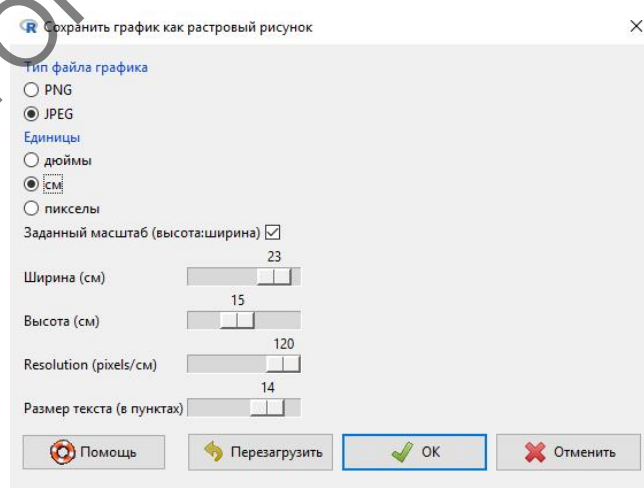 Сохранить график как растровый рисунок
Тип файла графика
PNG
JPEG
Единицы
дюймы
см
пикселы
Заданный масштаб (высота:ширина)
23
Ширина (см)
15
Высота (см)
120
Resolution (pixels/см)
14
Размер текста (в пунктах)
Помощь Перезагрузить OK Отменить